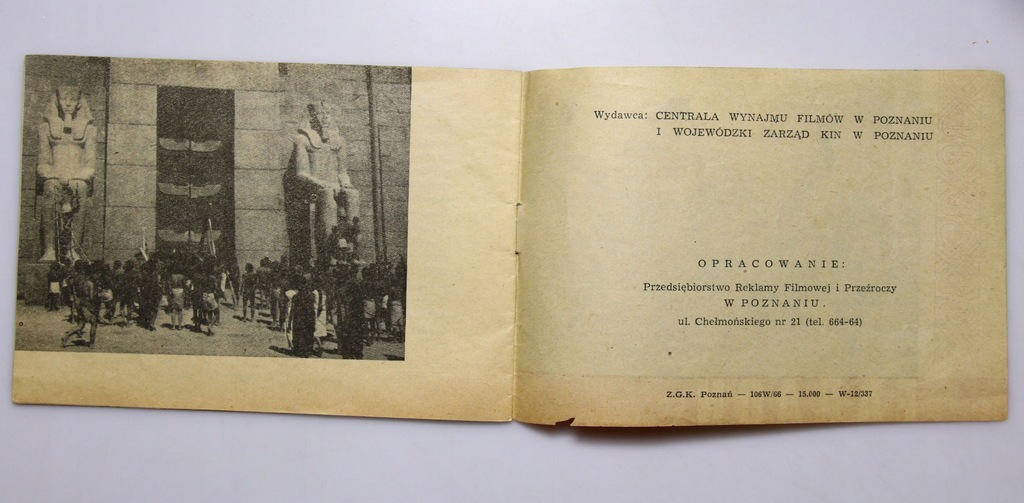 Wydawca: CENTRALA WYNAJMU FILMÓW W POZNANIU
I WOJEWÓDZKI ZARZĄD KIN W POZNANIU
OPRACOWANIE:
Przedsiębiorstwo Reklamy Filmowej i Przeźroczy
W POZNANIU.
ul. Chełmońskiego nr 21 (tel. 664-64)
Z.G.K. Poznań — 106W/66 — 15.000 — W-12/337